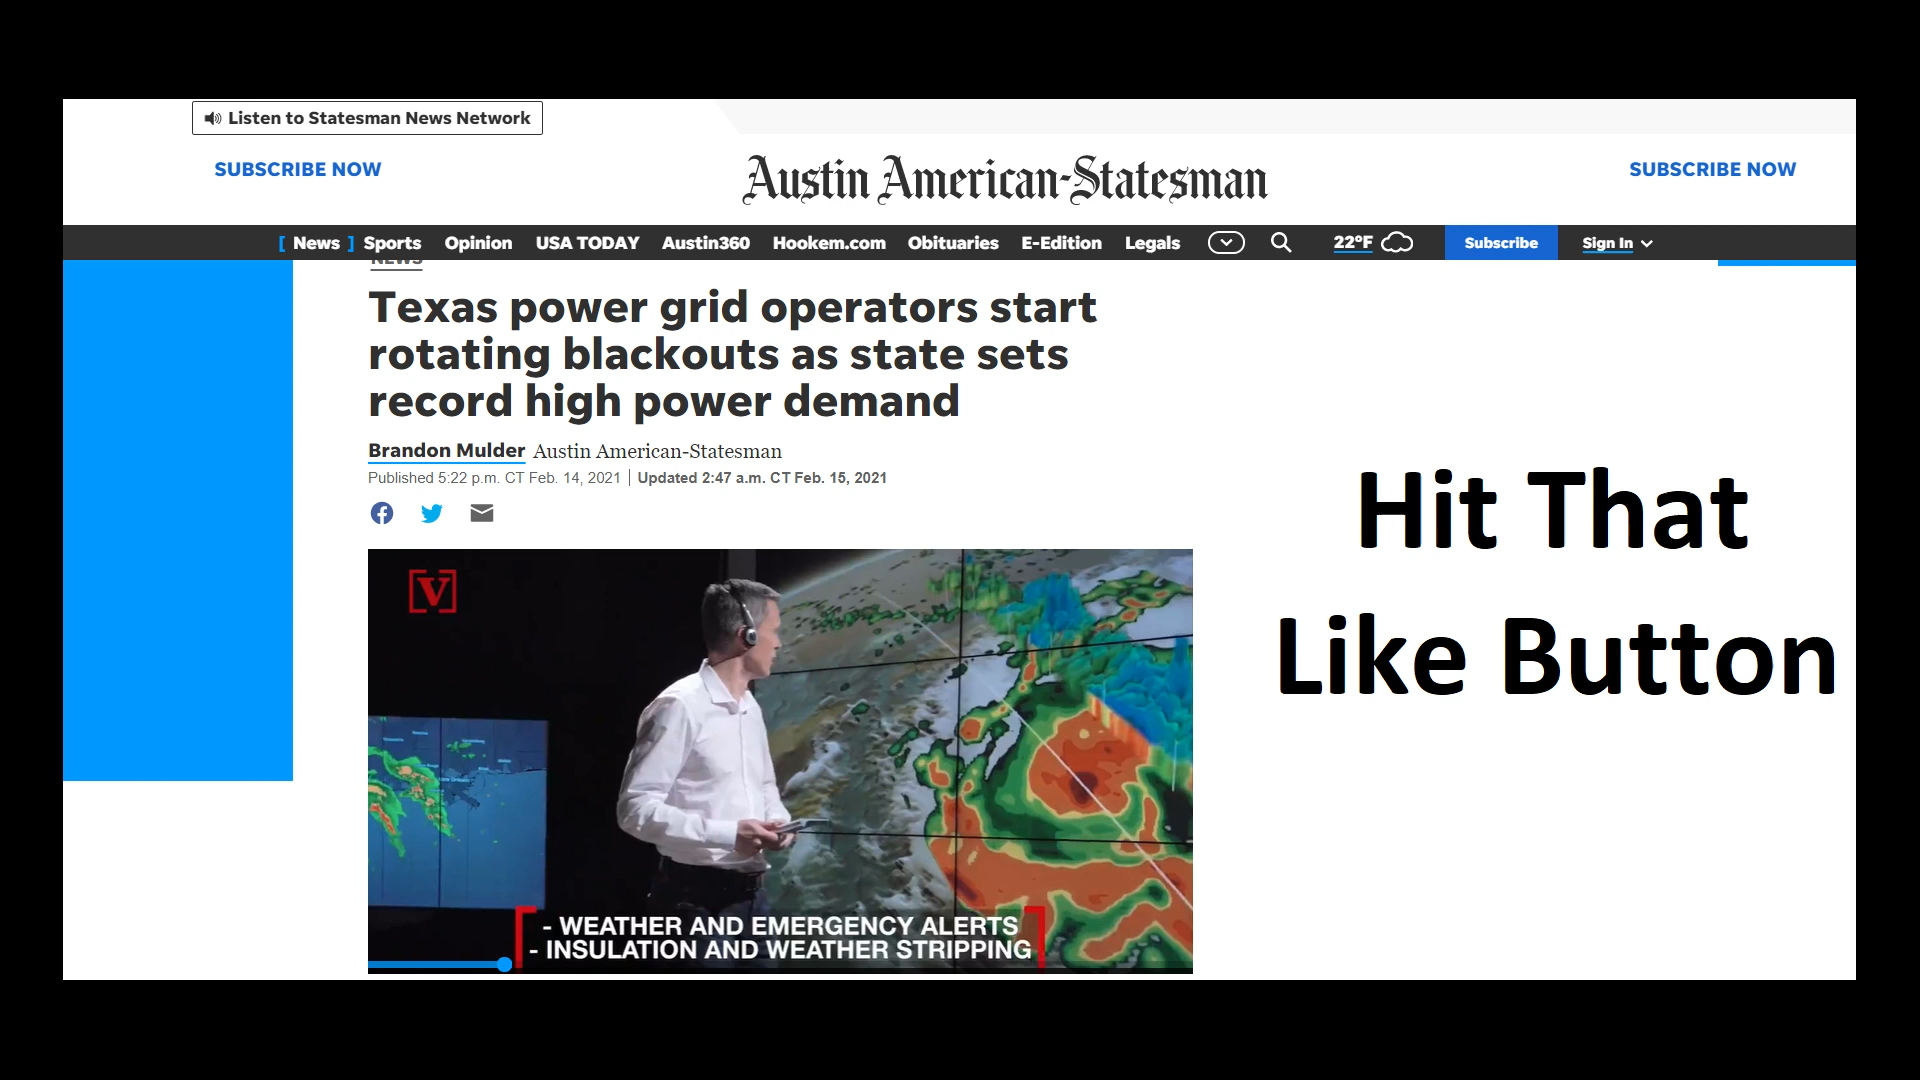 Listen to Statesman News Network
SUBSCRIBE NOW
Austin American-Statesman
SUBSCRIBE NOW
[ News ] Sports Opinion USA TODAY Austin360 Hookem.com Obituaries E-Edition Legals 22°F Subscribe Sign In
NEWS
Texas power grid operators start
rotating blackouts as state sets
record high power demand
Brandon Mulder Austin American-Statesman
Published 5:22 p.m. CT Feb. 14, 2021 | Updated 2:47 a.m. CT Feb. 15, 2021
[V]
- WEATHER AND EMERGENCY ALERTS
- INSULATION AND WEATHER STRIPPING
Hit That
Like Button